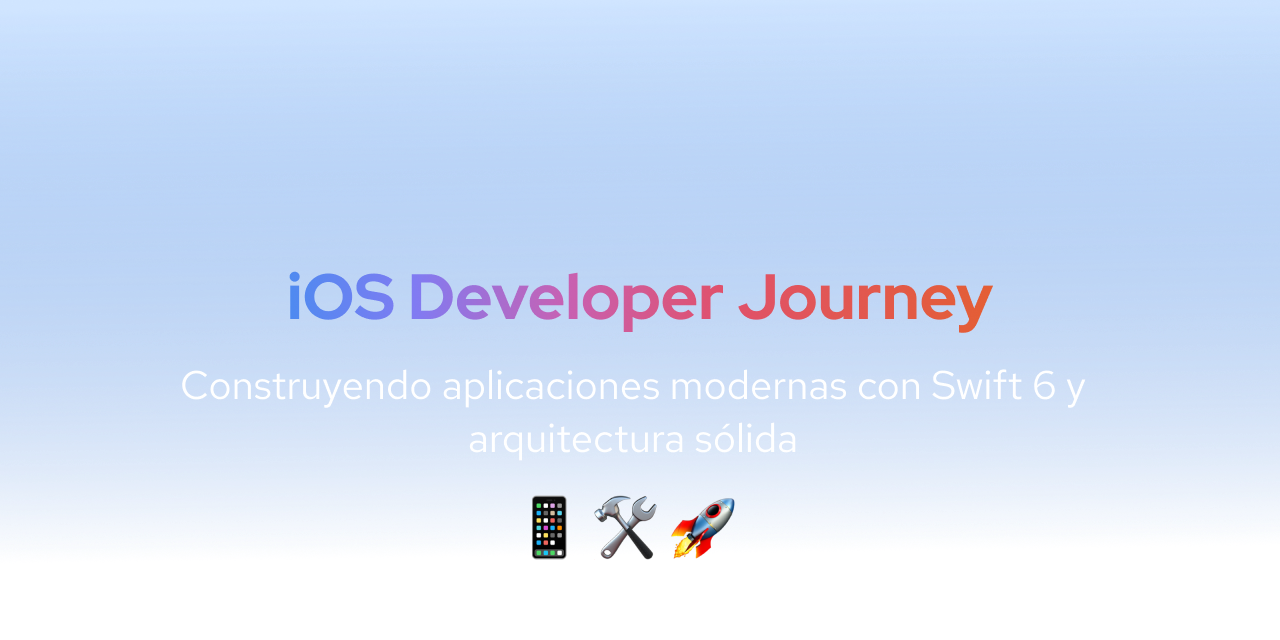 iOS Developer Journey
Construyendo aplicaciones modernas con Swift 6 y
arquitectura sólida